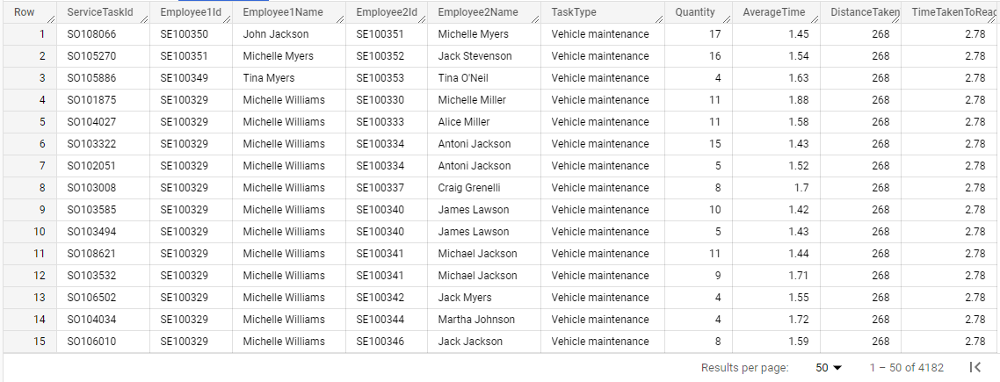 Row ServiceTaskId Employee1Id Employee1Name Employee2Id Employee2Name TaskType Quantity AverageTime DistanceTaken TimeTakenToReac
1 SO108066 SE100350 John Jackson SE100351 Michelle Myers Vehicle maintenance 17 1.45 268 2.78
2 SO105270 SE100351 Michelle Myers SE100352 Jack Stevenson Vehicle maintenance 16 1.54 268 2.78
3 SO105886 SE100349 Tina Myers SE100353 Tina O'Neil Vehicle maintenance 4 1.63 268 2.78
4 SO101875 SE100329 Michelle Williams SE100330 Michelle Miller Vehicle maintenance 11 1.88 268 2.78
5 SO104027 SE100329 Michelle Williams SE100333 Alice Miller Vehicle maintenance 11 1.58 268 2.78
6 SO103322 SE100329 Michelle Williams SE100334 Antoni Jackson Vehicle maintenance 15 1.43 268 2.78
7 SO102051 SE100329 Michelle Williams SE100334 Antoni Jackson Vehicle maintenance 5 1.52 268 2.78
8 SO103008 SE100329 Michelle Williams SE100337 Craig Grenelli Vehicle maintenance 8 1.7 268 2.78
9 SO103585 SE100329 Michelle Williams SE100340 James Lawson Vehicle maintenance 10 1.42 268 2.78
10 SO103494 SE100329 Michelle Williams SE100340 James Lawson Vehicle maintenance 5 1.43 268 2.78
11 SO108621 SE100329 Michelle Williams SE100341 Michael Jackson Vehicle maintenance 11 1.44 268 2.78
12 SO103532 SE100329 Michelle Williams SE100341 Michael Jackson Vehicle maintenance 9 1.71 268 2.78
13 SO106502 SE100329 Michelle Williams SE100342 Jack Myers Vehicle maintenance 4 1.55 268 2.78
14 SO104034 SE100329 Michelle Williams SE100344 Martha Johnson Vehicle maintenance 4 1.72 268 2.78
15 SO106010 SE100329 Michelle Williams SE100346 Jack Jackson Vehicle maintenance 8 1.59 268 2.78
Results per page: 50 1 – 50 of 4182